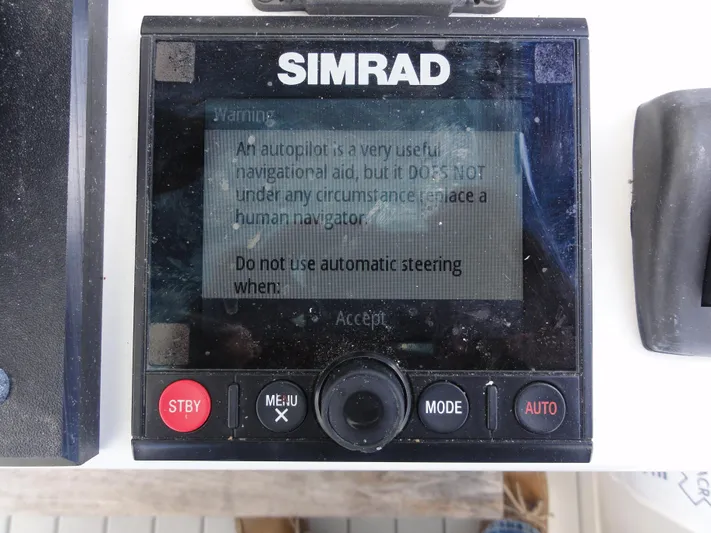 SIMRAD
Warning
An autopilot is a very useful
navigational aid, but it DOES NOT
under any circumstance replace a
human navigator.
Do not use automatic steering
when:
Accept
STBY
MENU
MODE
AUTO